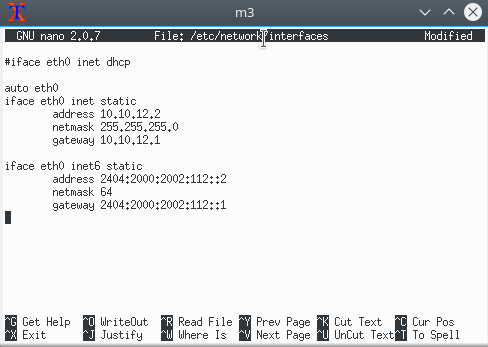 m3
GNU nano 2.0.7 File: /etc/network/interfaces Modified
#iface eth0 inet dhcp
auto eth0
iface eth0 inet static
address 10.10.12.2
netmask 255.255.255.0
gateway 10.10.12.1
iface eth0 inet6 static
address 2404:2000:2002:112::2
netmask 64
gateway 2404:2000:2002:112::1
^G Get Help ^O WriteOut ^R Read File ^Y Prev Page ^K Cut Text ^C Cur Pos
^X Exit ^J Justify ^W Where Is ^V Next Page ^U UnCut Text ^T To Spell